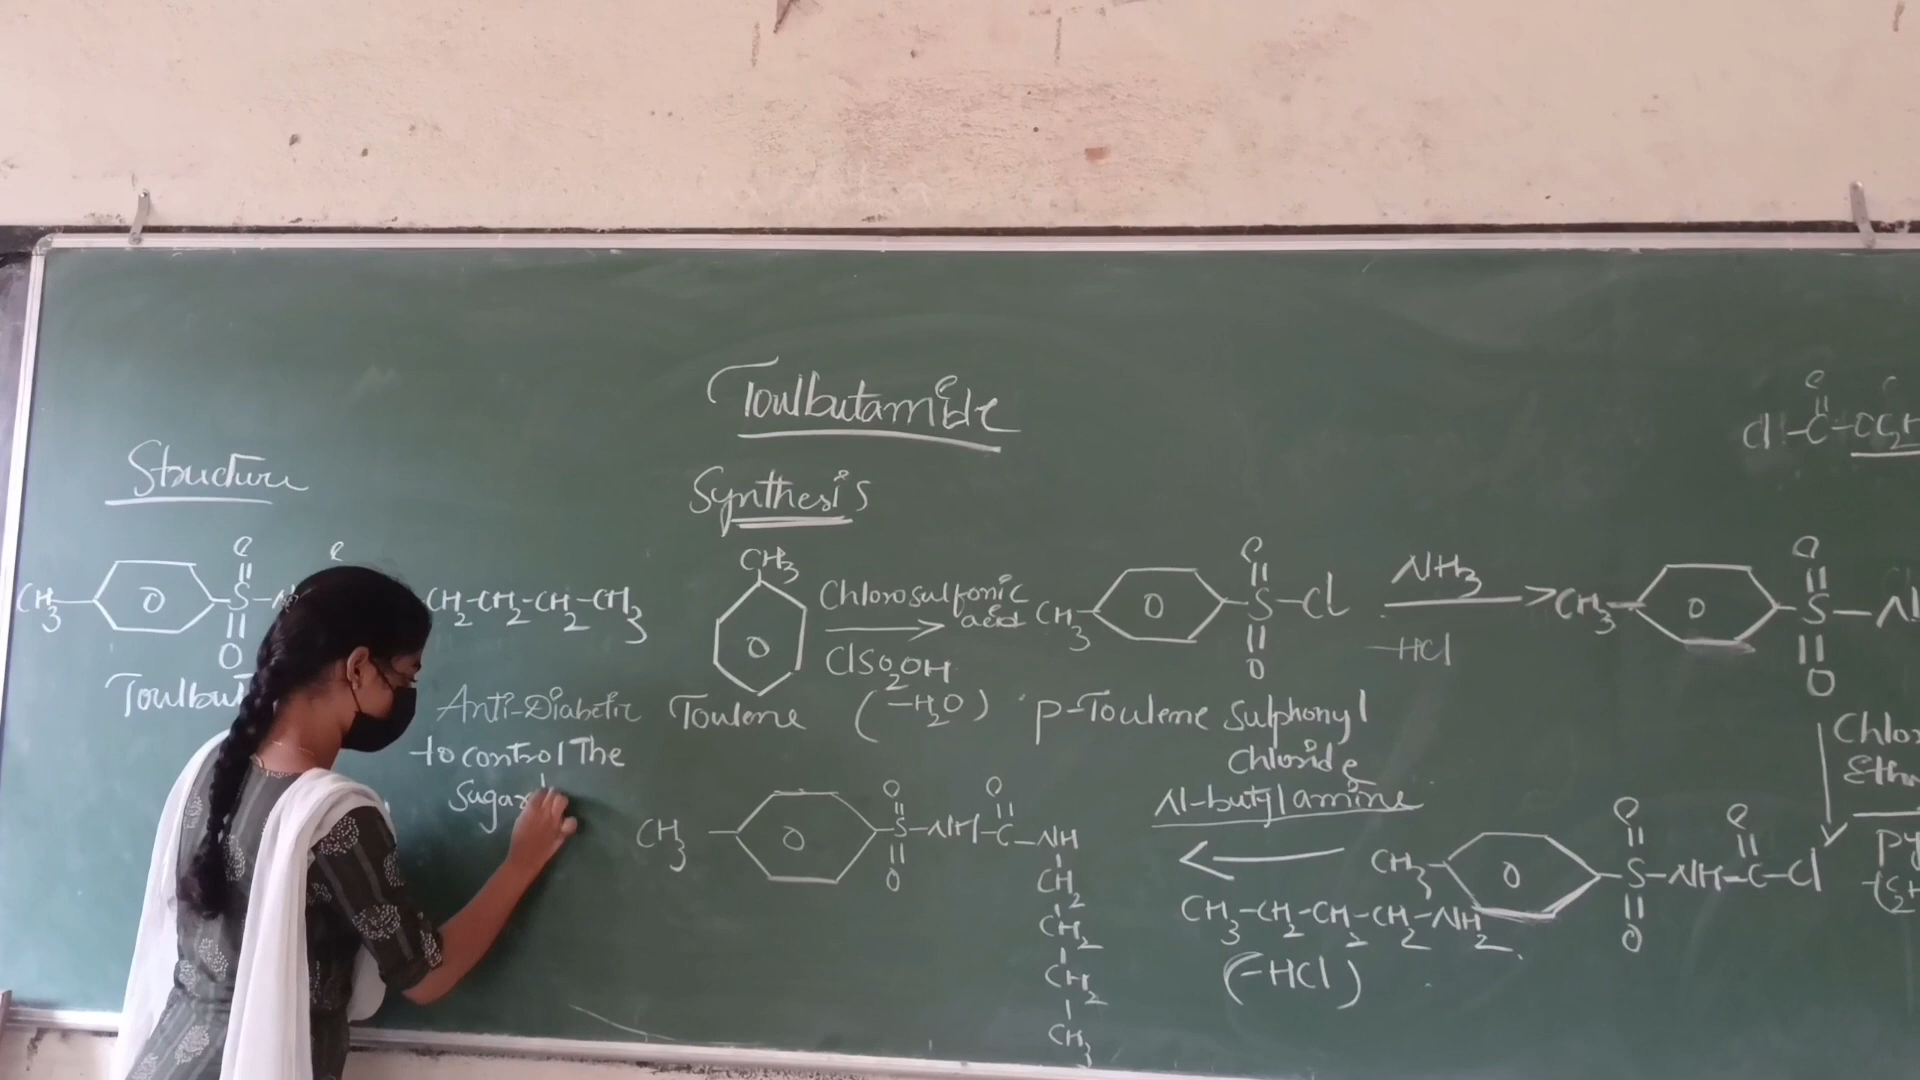 Toulbutamide
Structure
CH3 O S O O
CH2-CH2-CH2-CH3
Anti-Diabetic
to control The
Synthesis
CH3
O
Toulene
Chlorosulfonic
acid
ClSO2OH
(-H2O)
CH3 O S O O Cl
p-Toulene Sulphonyl
Chloride
NH3
-HCl
CH3 O S O O
Cl-C-OC2H
O
CH3 O S-NH-C-Cl
O O O
N-butylamine
CH3-CH2-CH2-CH2-NH2
(-HCl)
CH3 O S-NH-C-NH
O O O
CH2
CH2
CH2
CH3